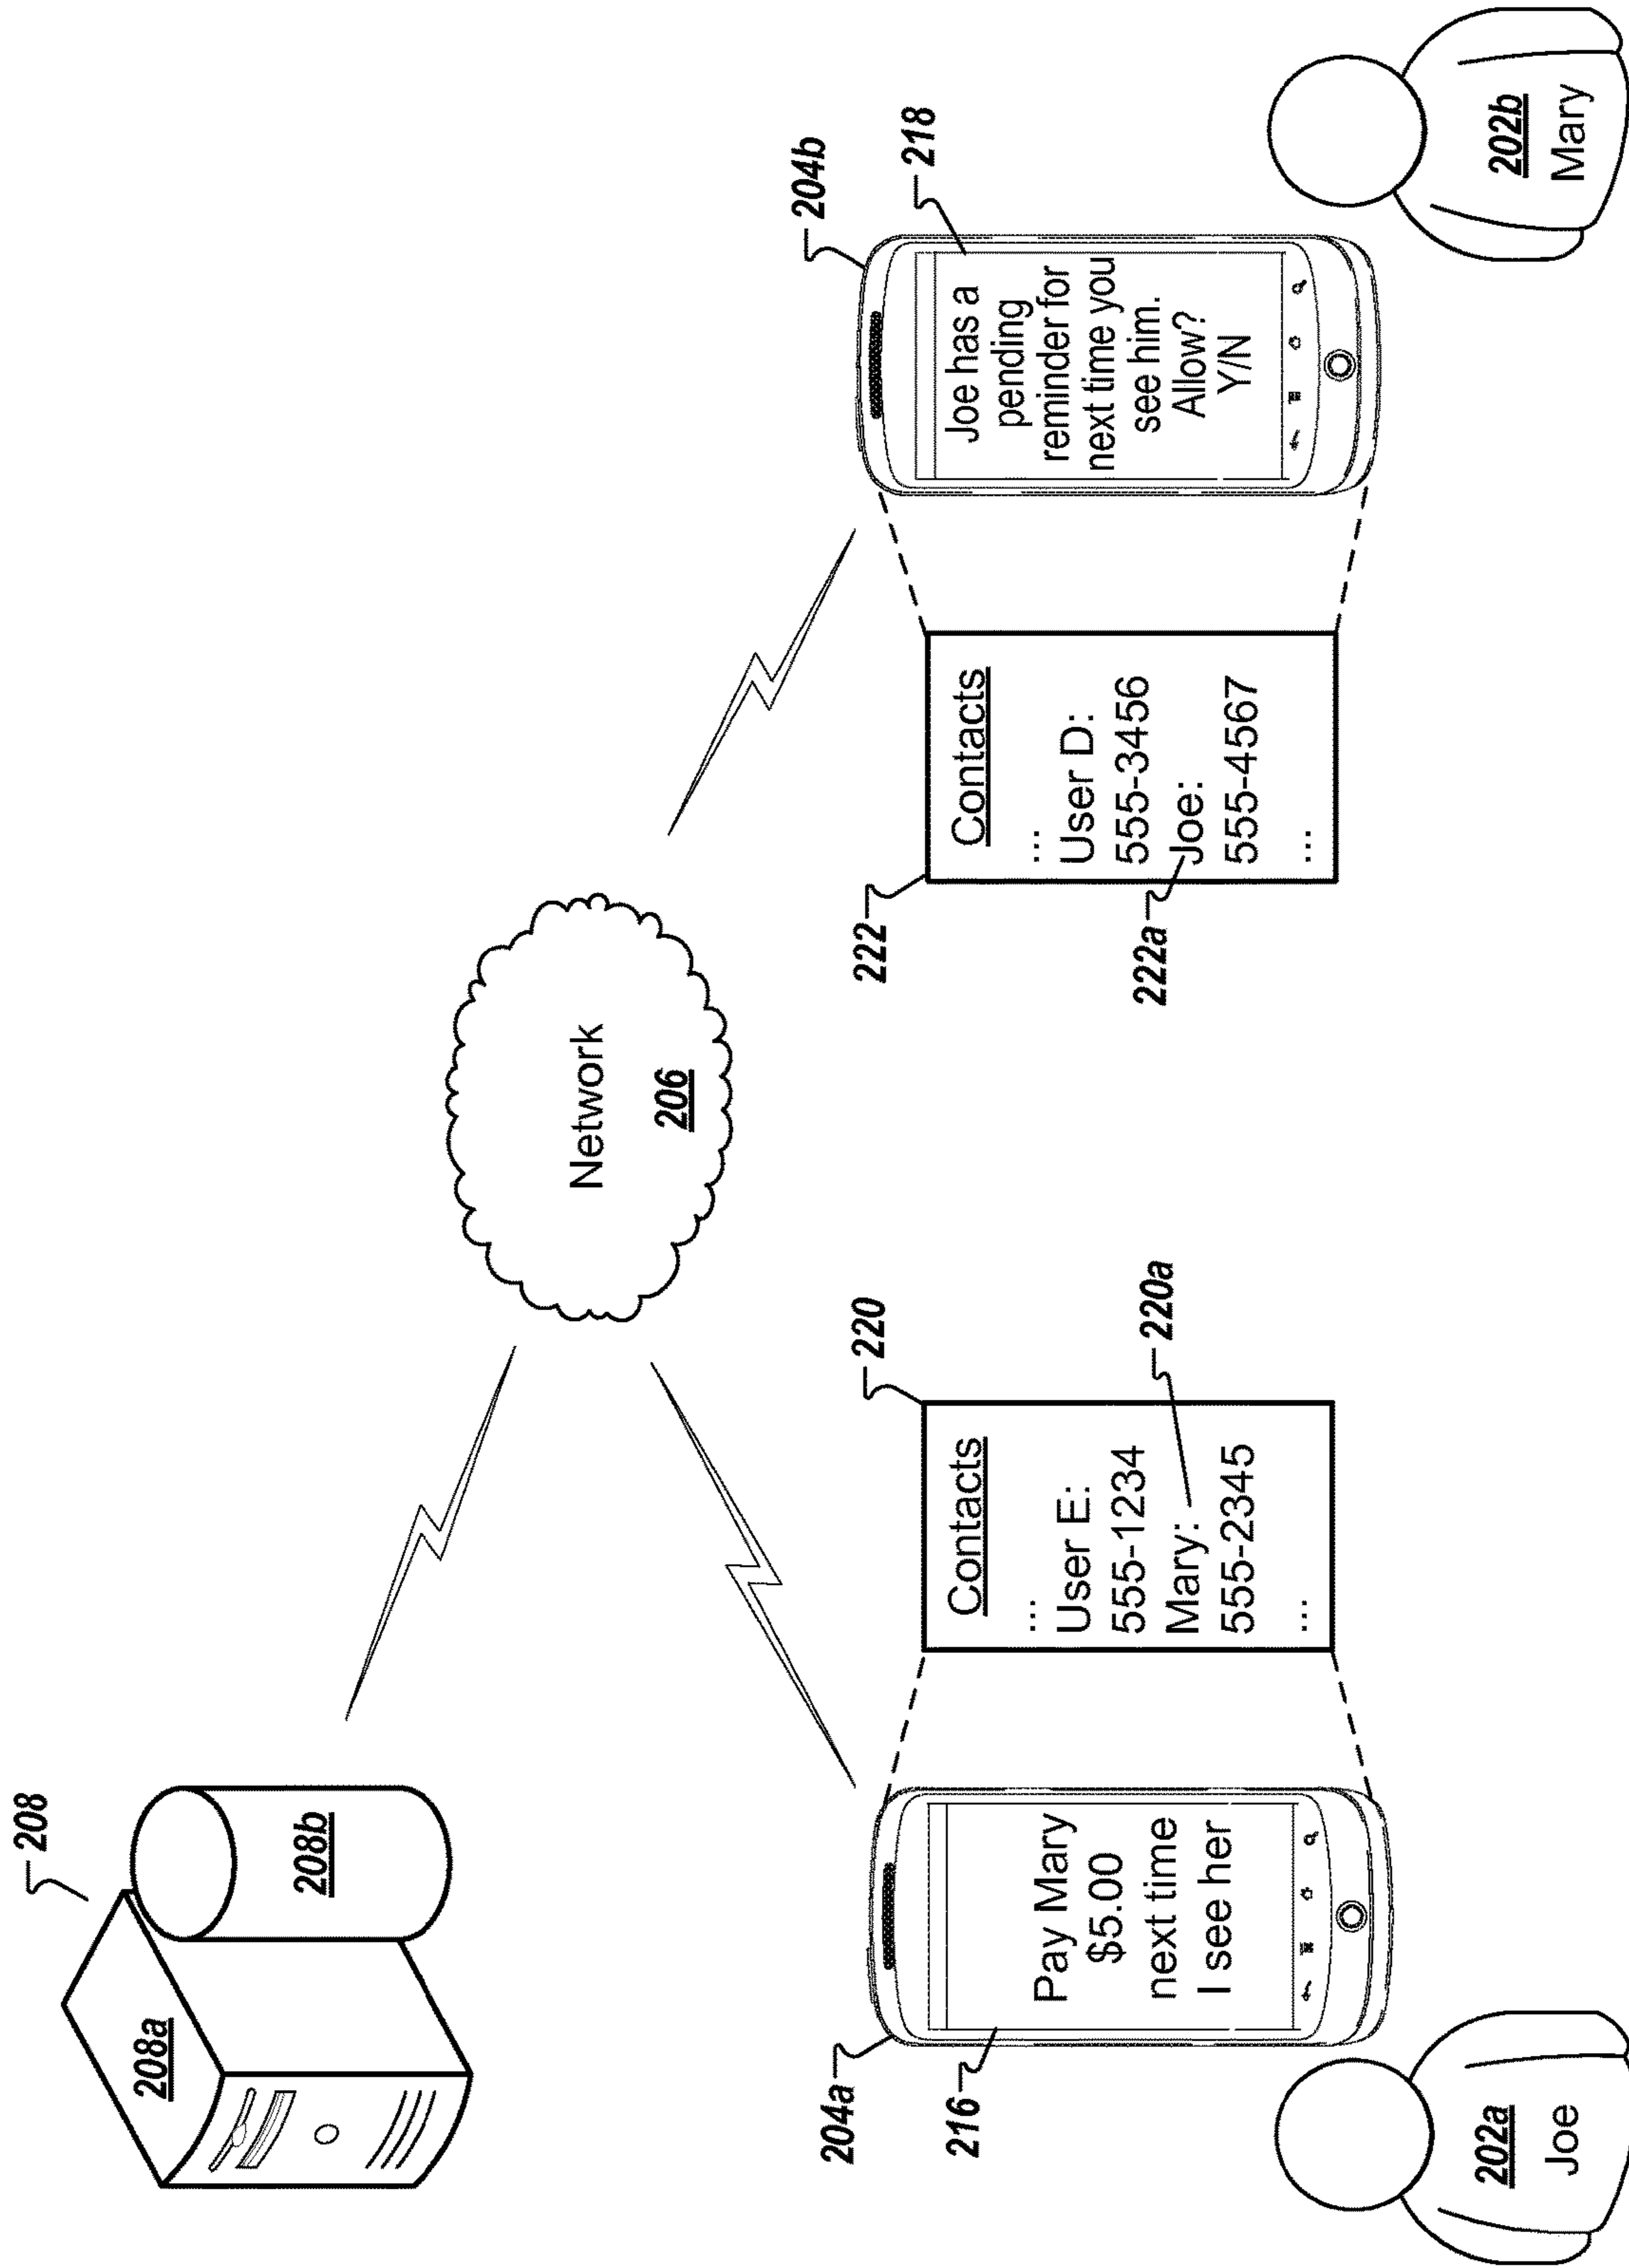 208
208a
208b
Network
206
204a
216
Pay Mary
$5.00
next time
I see her
220
Contacts
...
User E:
555-1234
Mary:
555-2345
...
220a
202a
Joe
222
Contacts
...
User D:
555-3456
Joe:
555-4567
...
222a
204b
218
Joe has a
pending
reminder for
next time you
see him.
Allow?
Y/N
202b
Mary